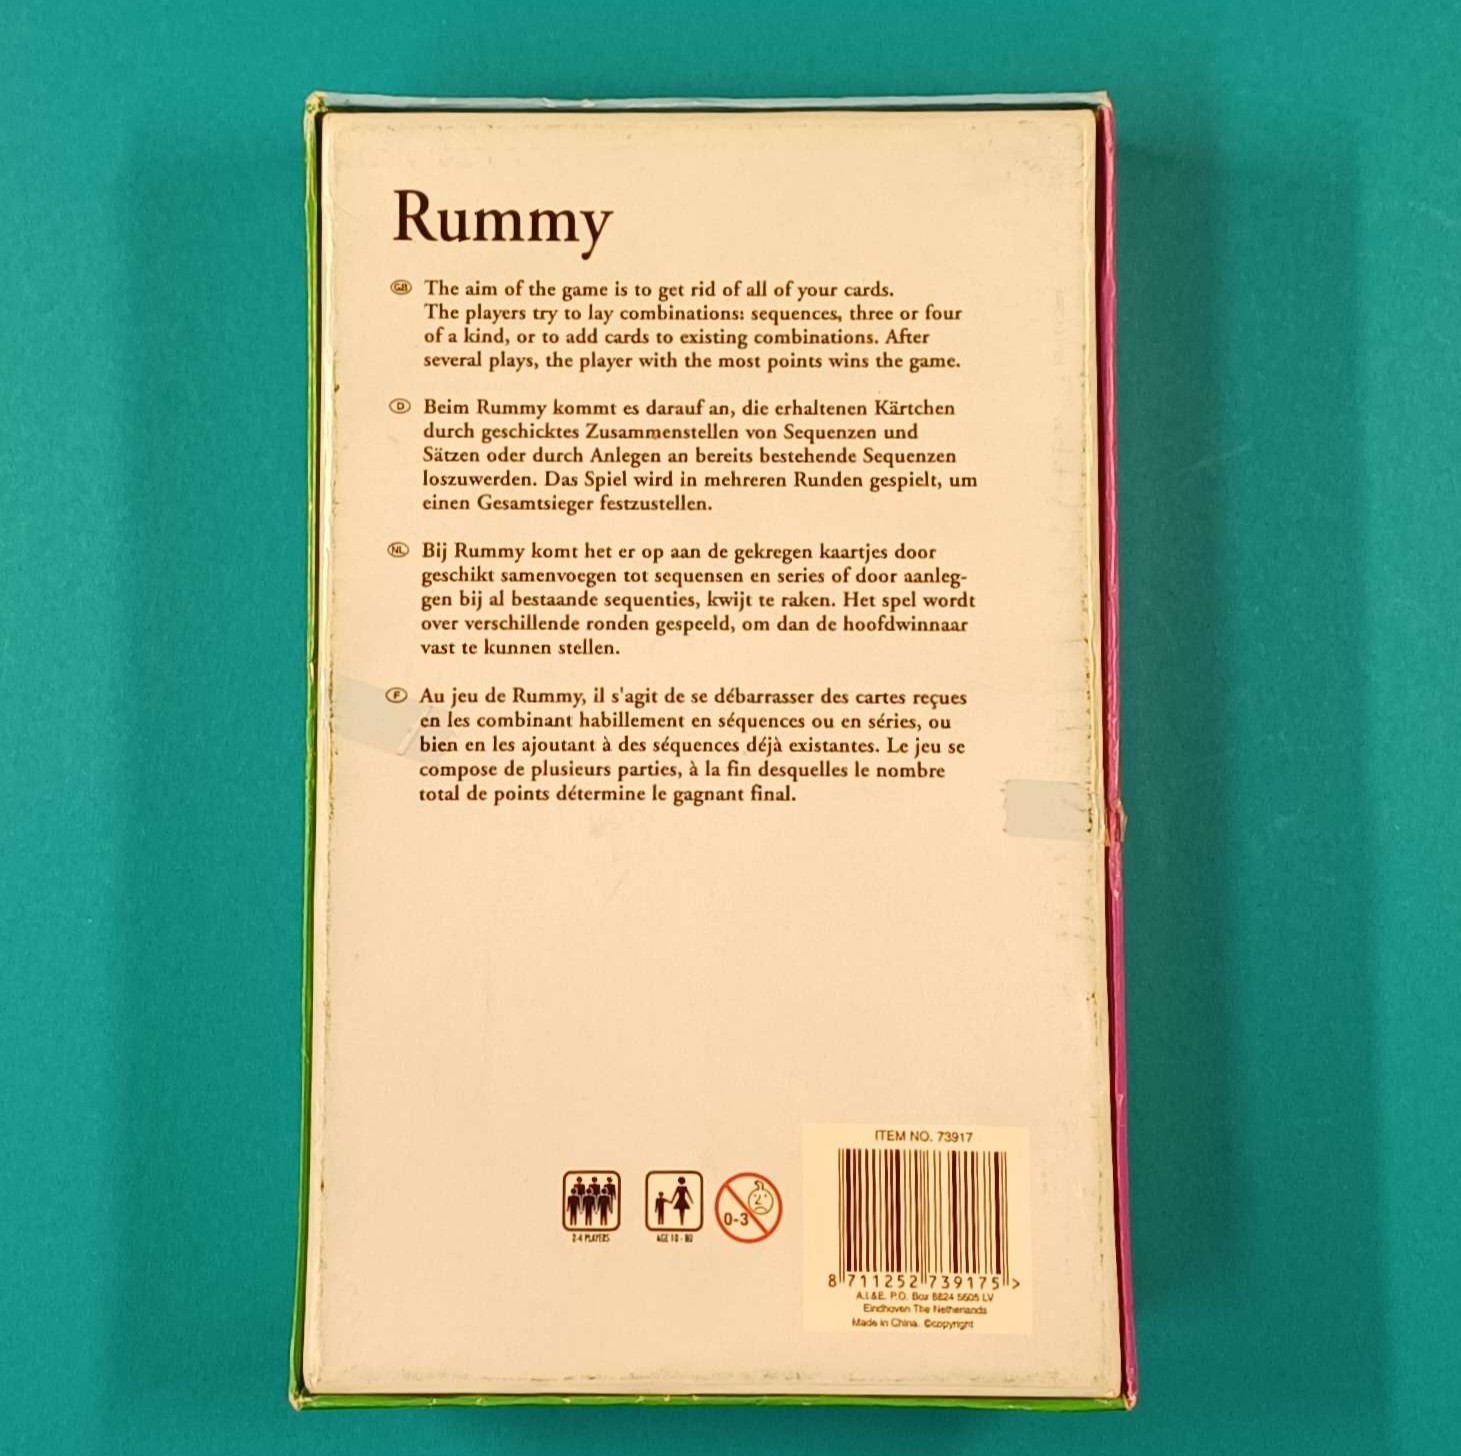 Rummy
GB The aim of the game is to get rid of all of your cards.
The players try to lay combinations: sequences, three or four
of a kind, or to add cards to existing combinations. After
several plays, the player with the most points wins the game.
D Beim Rummy kommt es darauf an, die erhaltenen Kärtchen
durch geschicktes Zusammenstellen von Sequenzen und
Sätzen oder durch Anlegen an bereits bestehende Sequenzen
loszuwerden. Das Spiel wird in mehreren Runden gespielt, um
einen Gesamtsieger festzustellen.
NL Bij Rummy komt het er op aan de gekregen kaartjes door
geschikt samenvoegen tot sequensen en series of door aanleg-
gen bij al bestaande sequenties, kwijt te raken. Het spel wordt
over verschillende ronden gespeeld, om dan de hoofdwinnaar
vast te kunnen stellen.
F Au jeu de Rummy, il s'agit de se débarrasser des cartes reçues
en les combinant habillement en séquences ou en séries, ou
bien en les ajoutant à des séquences déjà existantes. Le jeu se
compose de plusieurs parties, à la fin desquelles le nombre
total de points détermine le gagnant final.
2-4 PLAYERS
AGE 10 - 80
0-3
ITEM NO. 73917
8 711252 739175 >
A.I.&E. P.O. Box 8824 5605 LV
Eindhoven The Netherlands
Made in China. ©copyright